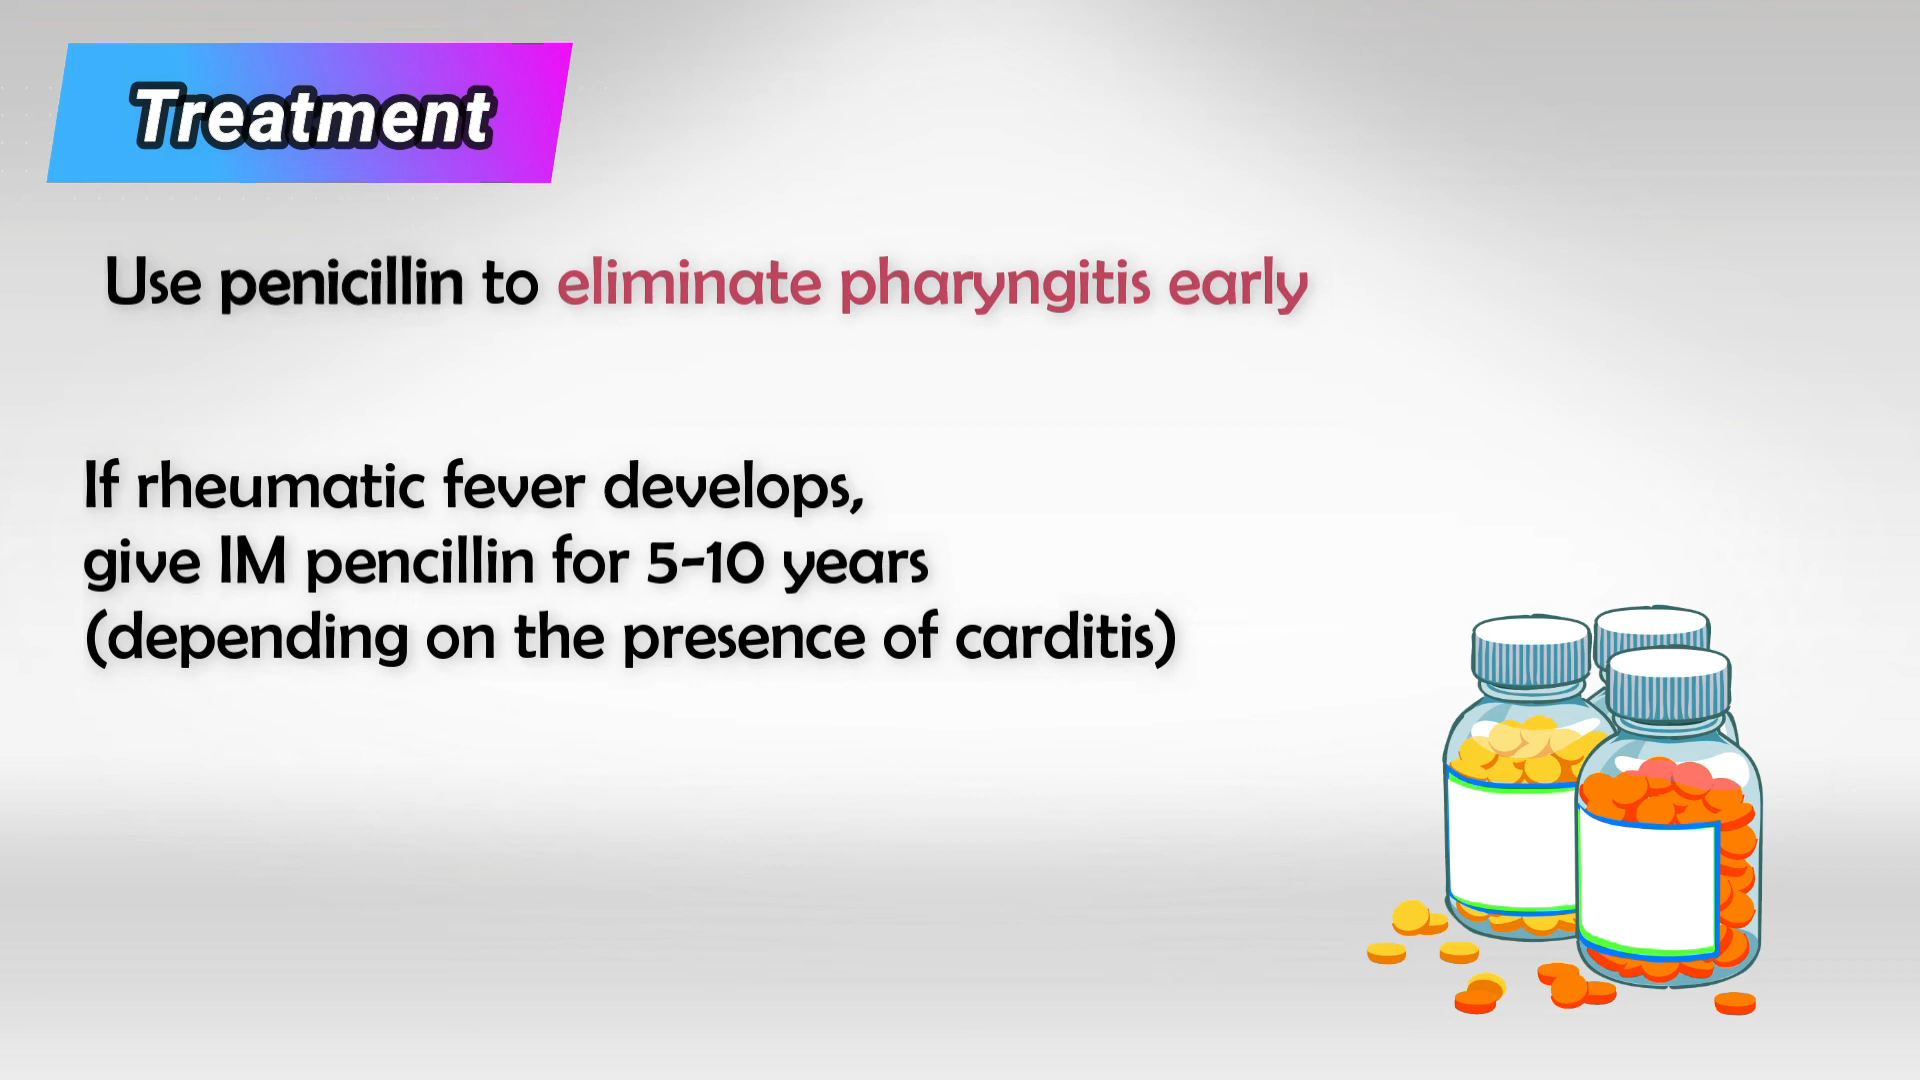 Treatment
Use penicillin to eliminate pharyngitis early
If rheumatic fever develops,
give IM pencillin for 5-10 years
(depending on the presence of carditis)